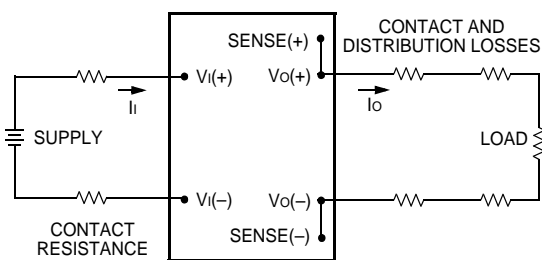 CONTACT AND
DISTRIBUTION LOSSES
SENSE(+)
VI(+)
VO(+)
II
IO
SUPPLY
LOAD
VI(–)
VO(–)
CONTACT
RESISTANCE
SENSE(–)